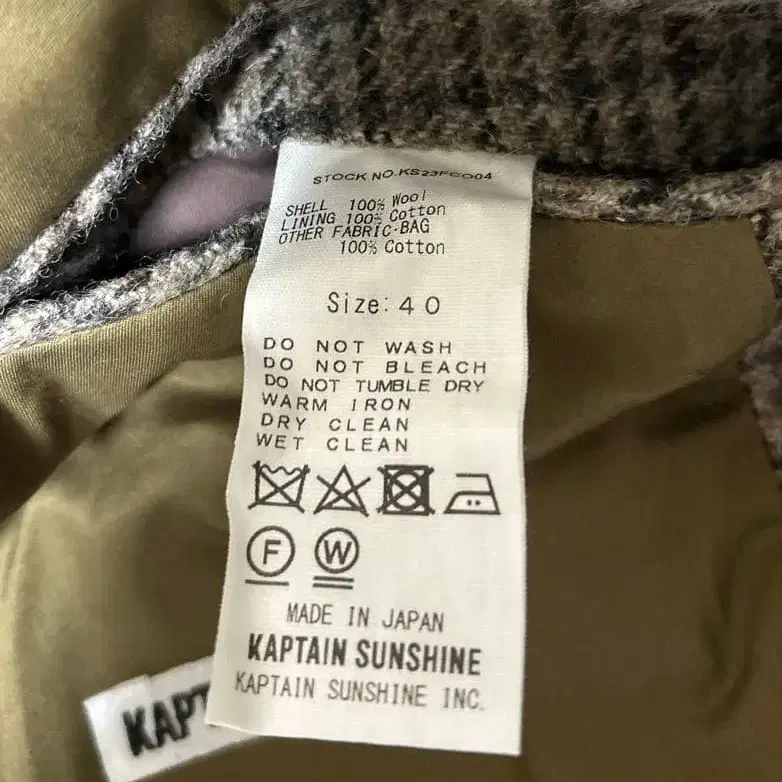 STOCK NO.KS23FCO04
SHELL 100% Wool
LINING 100% Cotton
OTHER FABRIC·BAG
100% Cotton
Size: 40
DO NOT WASH
DO NOT BLEACH
DO NOT TUMBLE DRY
WARM IRON
DRY CLEAN
WET CLEAN
F W
MADE IN JAPAN
KAPTAIN SUNSHINE
KAPTAIN SUNSHINE INC.
KAPT